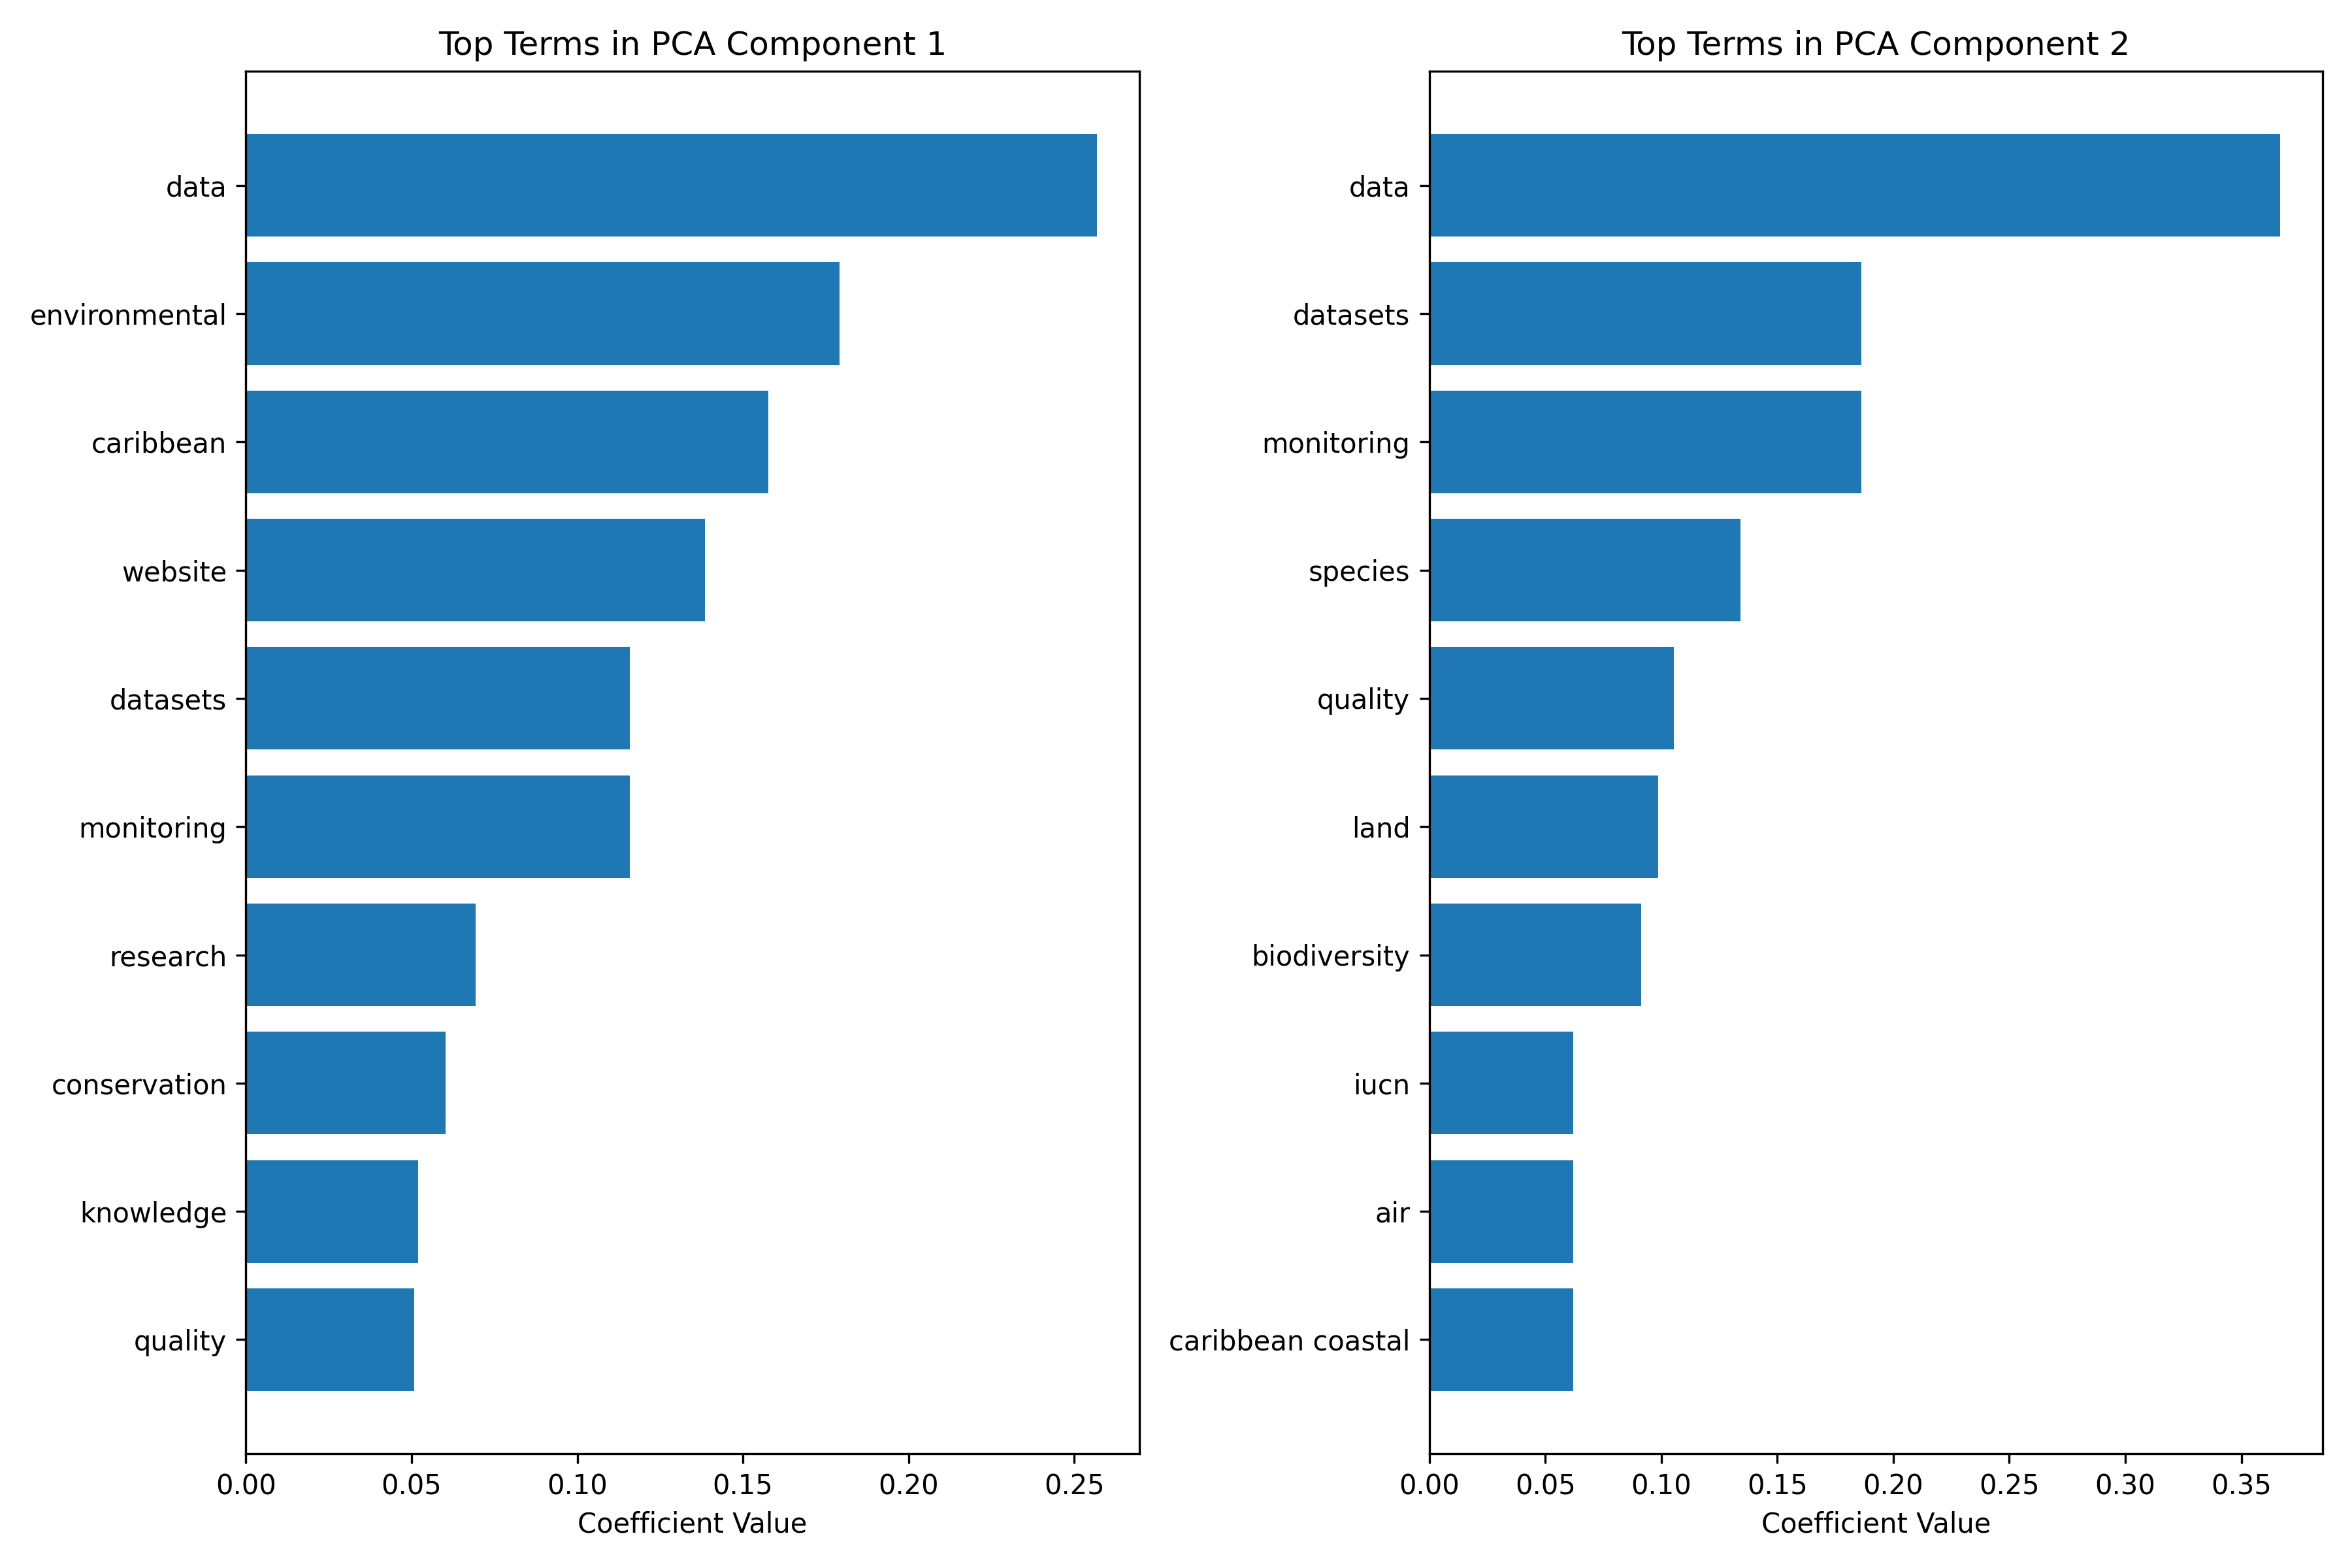 Top Terms in PCA Component 1
data
environmental
caribbean
website
datasets
monitoring
research
conservation
knowledge
quality
0.00 0.05 0.10 0.15 0.20 0.25
Coefficient Value
Top Terms in PCA Component 2
data
datasets
monitoring
species
quality
land
biodiversity
iucn
air
caribbean coastal
0.00 0.05 0.10 0.15 0.20 0.25 0.30 0.35
Coefficient Value